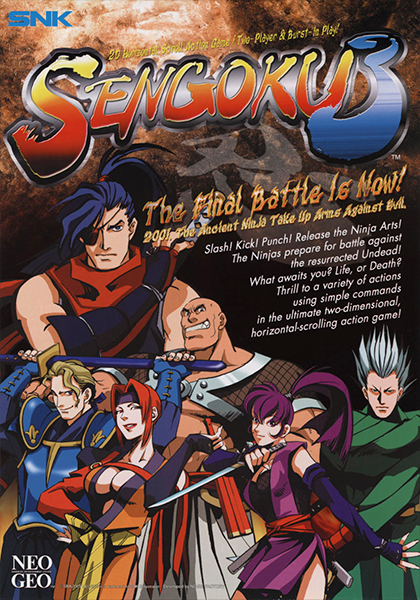 SNK
2D Horizontal Scroll Action Game / Two-Player & Burst-In Play!
SENGOKU 3
TM
忍
The Final Battle Is Now!
2001, The Ancient Ninja Take Up Arms Against Evil.
Slash! Kick! Punch! Release the Ninja Arts!
The Ninjas prepare for battle against
the resurrected Undead!
What awaits you? Life, or Death?
Thrill to a variety of actions
using simple commands
in the ultimate two-dimensional,
horizontal-scrolling action game!
NEO
GEO